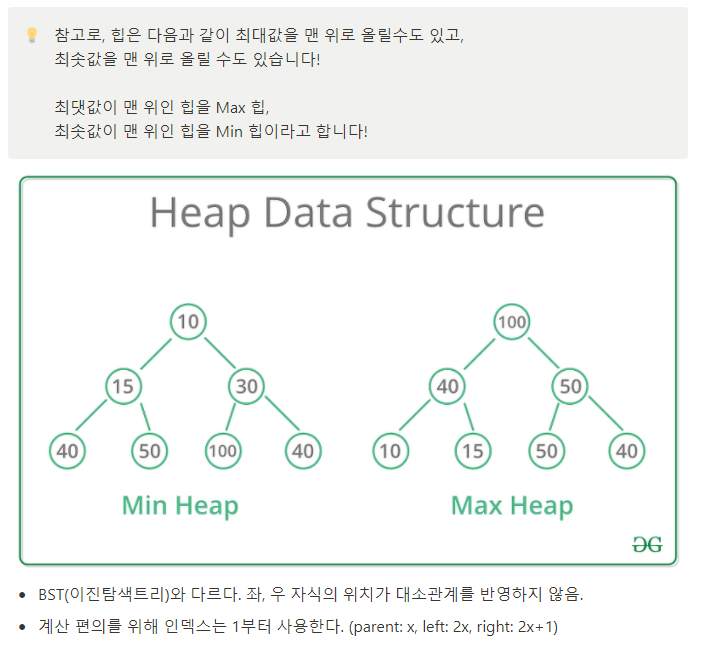 참고로, 힙은 다음과 같이 최대값을 맨 위로 올릴수도 있고,
최솟값을 맨 위로 올릴 수도 있습니다!
최댓값이 맨 위인 힙을 Max 힙,
최솟값이 맨 위인 힙을 Min 힙이라고 합니다!
Heap Data Structure
10
100
15
30
40
50
40
50
100
40
10
15
50
40
Min Heap
Max Heap
• BST(이진탐색트리)와 다르다. 좌, 우 자식의 위치가 대소관계를 반영하지 않음.
• 계산 편의를 위해 인덱스는 1부터 사용한다. (parent: x, left: 2x, right: 2x+1)